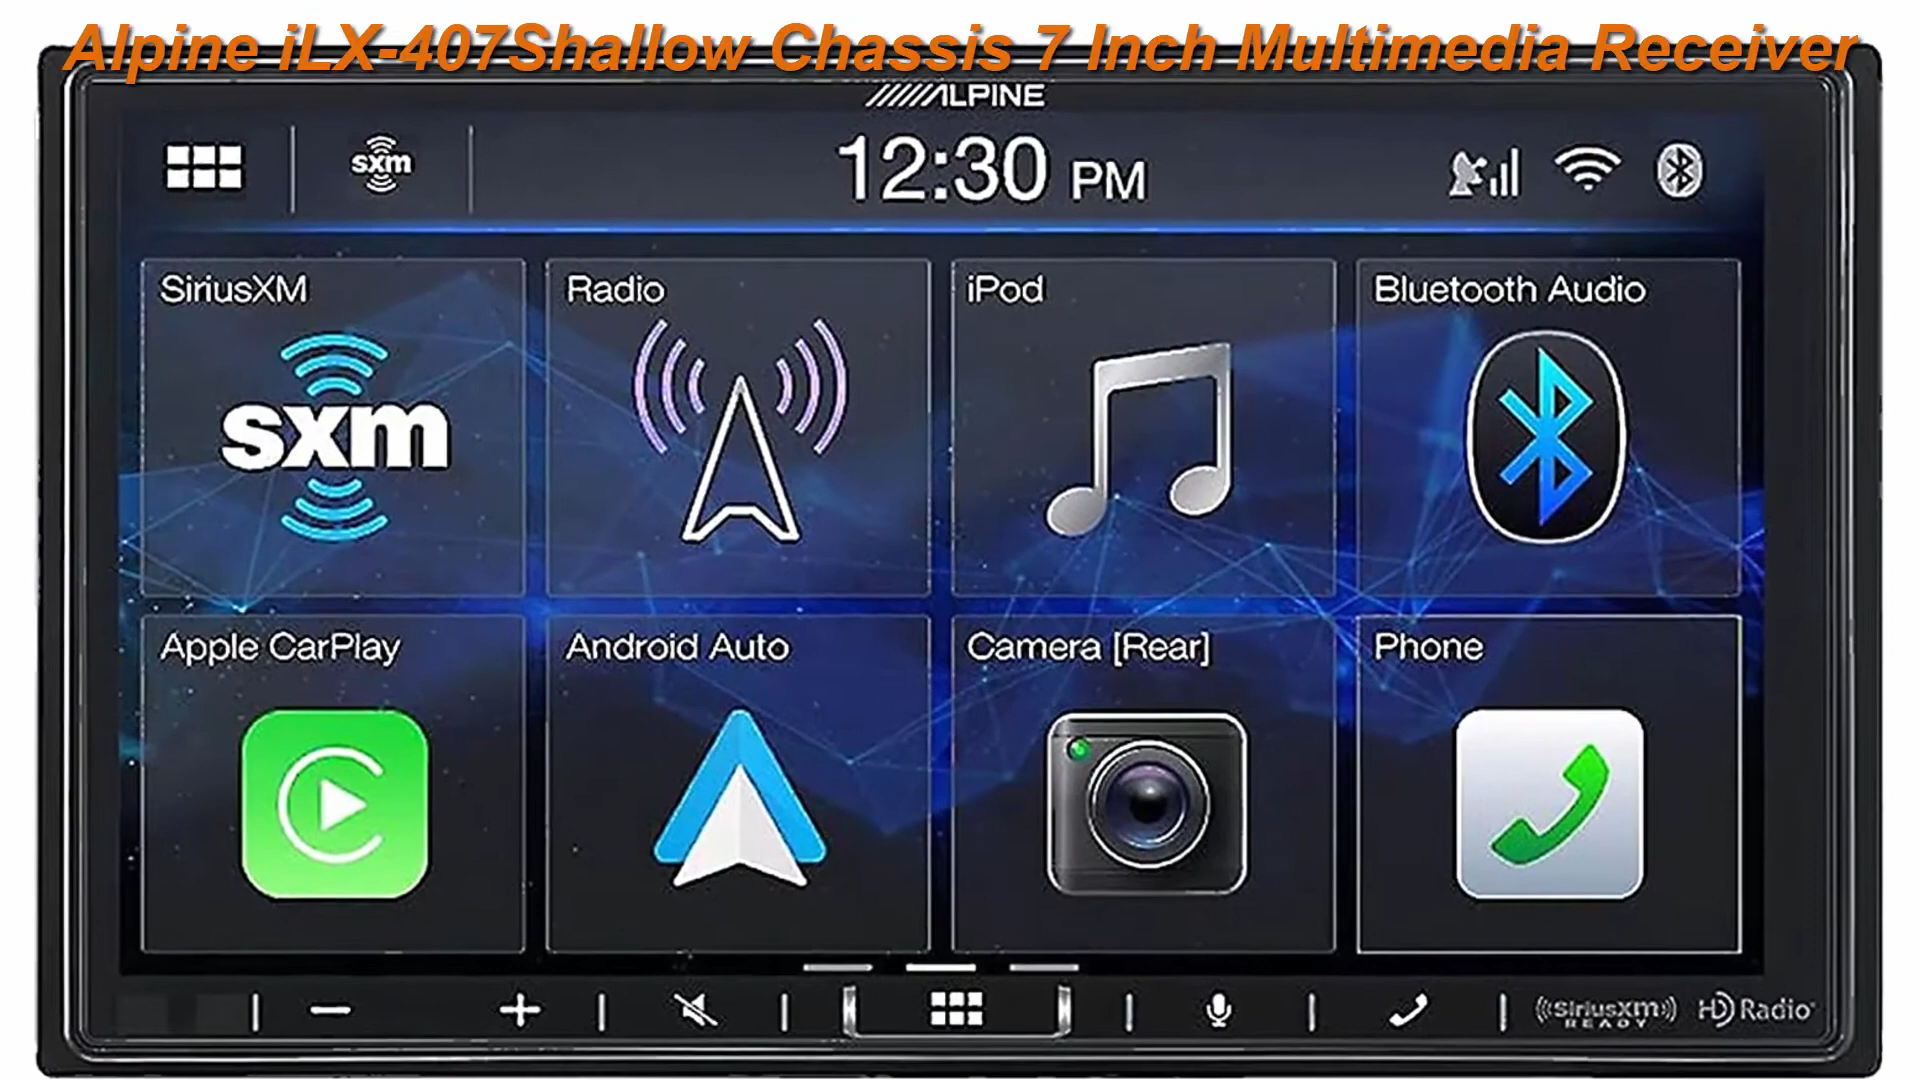 Alpine iLX-407Shallow Chassis 7 Inch Multimedia Receiver
ALPINE
sxm
12:30 PM
SiriusXM
Radio
iPod
Bluetooth Audio
sxm
Apple CarPlay
Android Auto
Camera [Rear]
Phone
((SiriusXM))
READY
HD Radio